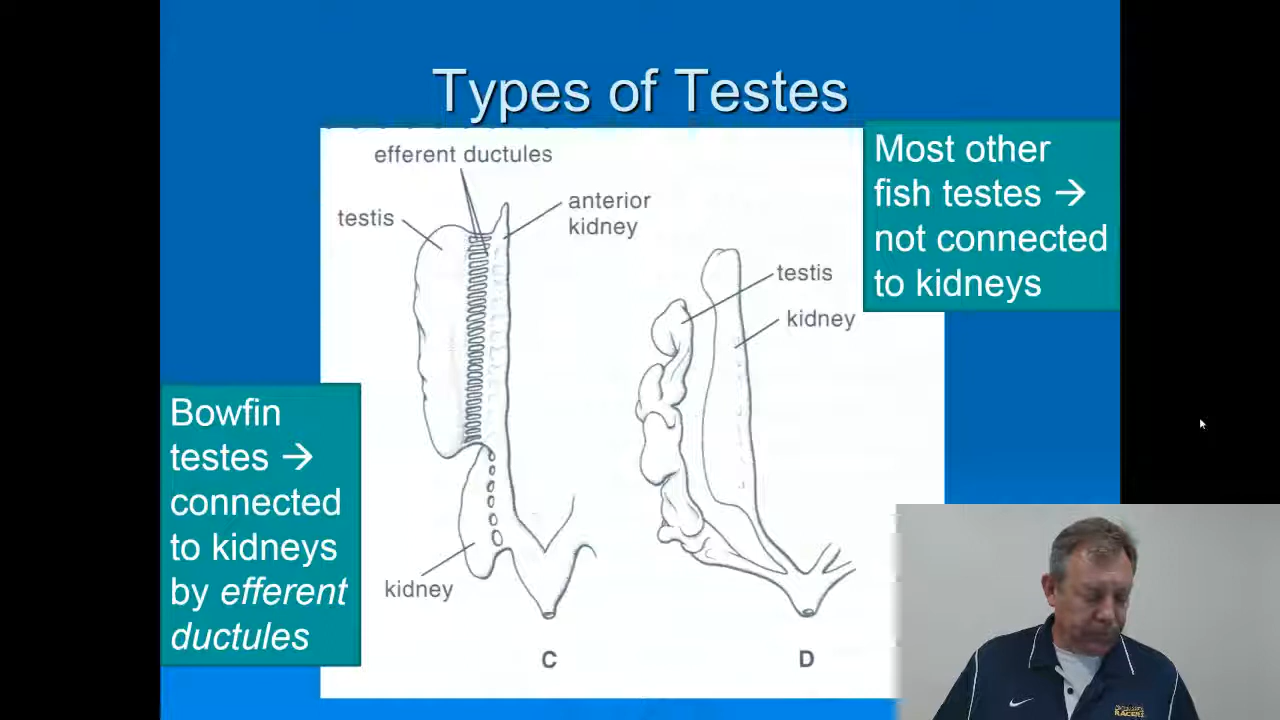 Types of Testes
efferent ductules
testis
anterior
kidney
kidney
C
testis
kidney
D
Most other
fish testes →
not connected
to kidneys
Bowfin
testes →
connected
to kidneys
by efferent
ductules
RACERS